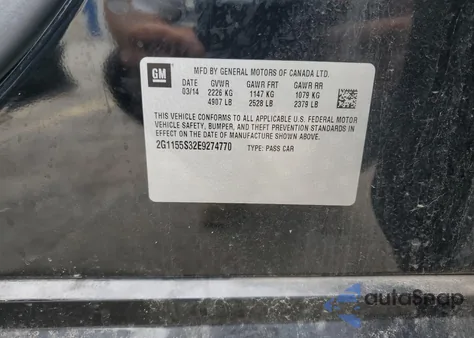 GM
MFD BY GENERAL MOTORS OF CANADA LTD.
DATE GVWR GAWR FRT GAWR RR
03/14 2226 KG 1147 KG 1079 KG
4907 LB 2528 LB 2379 LB
THIS VEHICLE CONFORMS TO ALL APPLICABLE U.S. FEDERAL MOTOR
VEHICLE SAFETY, BUMPER, AND THEFT PREVENTION STANDARDS IN
EFFECT ON THE DATE OF MANUFACTURE SHOWN ABOVE.
2G1155S32E9274770 TYPE: PASS CAR
autoSnap